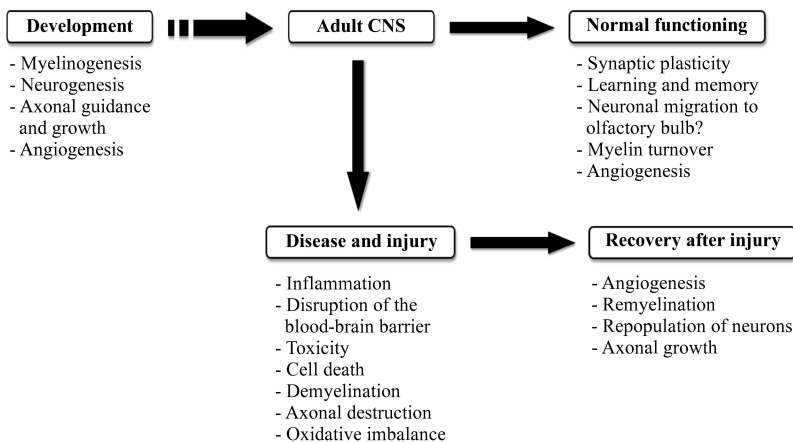 Development
- Myelinogenesis
- Neurogenesis
- Axonal guidance
and growth
- Angiogenesis
Adult CNS
Normal functioning
- Synaptic plasticity
- Learning and memory
- Neuronal migration to
olfactory bulb?
- Myelin turnover
- Angiogenesis
Disease and injury
- Inflammation
- Disruption of the
blood-brain barrier
- Toxicity
- Cell death
- Demyelination
- Axonal destruction
- Oxidative imbalance
Recovery after injury
- Angiogenesis
- Remyelination
- Repopulation of neurons
- Axonal growth